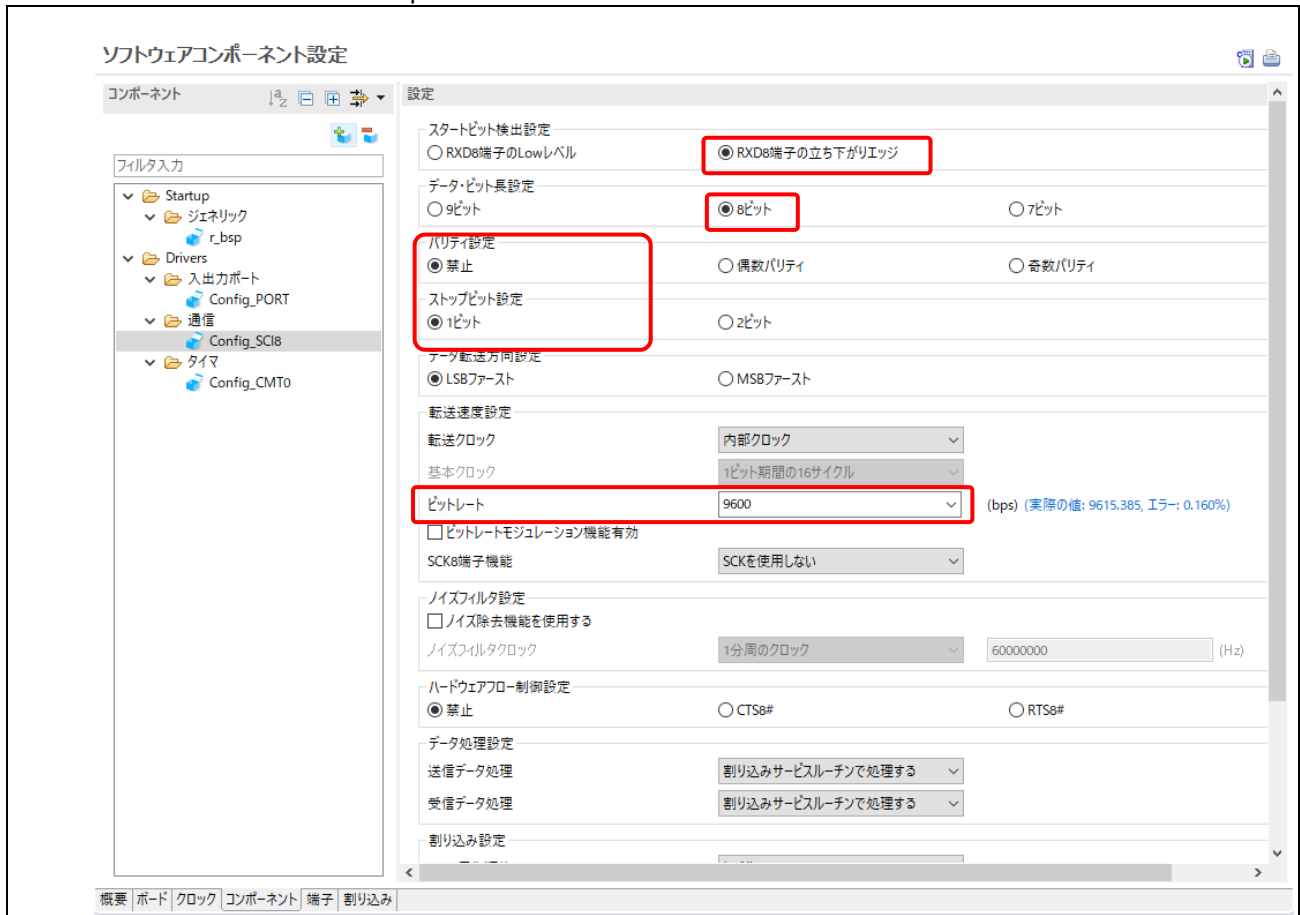 ソフトウェアコンポーネント設定
コンポーネント
設定
フィルタ入力
Startup
ジェネリック
r_bsp
Drivers
入出力ポート
Config_PORT
通信
Config_SCI8
タイマ
Config_CMT0
スタートビット検出設定
RXD8端子のLowレベル RXD8端子の立ち下がりエッジ
データ・ビット長設定
9ビット 8ビット 7ビット
パリティ設定
禁止 偶数パリティ 奇数パリティ
ストップビット設定
1ビット 2ビット
データ転送方向設定
LSBファースト MSBファースト
転送速度設定
転送クロック 内部クロック
基本クロック 1ビット期間の16サイクル
ビットレート 9600 (bps) (実際の値: 9615.385, エラー: 0.160%)
ビットレートモジュレーション機能有効
SCK8端子機能 SCKを使用しない
ノイズフィルタ設定
ノイズ除去機能を使用する
ノイズフィルタクロック 1分周のクロック 60000000 (Hz)
ハードウェアフロー制御設定
禁止 CTS8# RTS8#
データ処理設定
送信データ処理 割り込みサービスルーチンで処理する
受信データ処理 割り込みサービスルーチンで処理する
割り込み設定
概要 ボード クロック コンポーネント 端子 割り込み